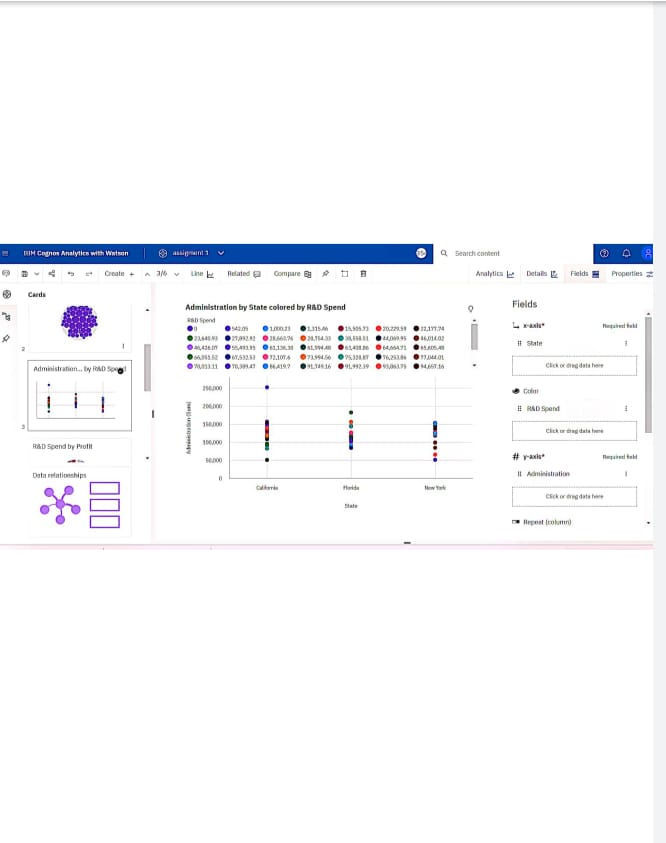 IBM Cognos Analytics with Watson
assigment 1
Search content
Create +
3/6
Line
Related
Compare
Analytics
Details
Fields
Properties
Cards
2
Administration... by R&D Spend
3
R&D Spend by Profit
Data relationships
Administration by State colored by R&D Spend
R&D Spend
0 542.05 1,000.23 1,315.46 15,505.73 20,229.59 22,177.74
23,640.93 27,892.92 28,663.76 28,754.33 38,558.51 44,069.95 46,014.02
46,426.07 55,493.95 61,136.38 61,994.48 63,408.86 64,664.71 65,605.48
66,051.52 67,532.53 72,107.6 73,994.56 75,328.87 76,253.86 77,044.01
78,013.11 78,389.47 86,419.7 91,749.16 91,992.39 93,863.75 94,657.16
Administration (Sum)
250,000
200,000
150,000
100,000
50,000
0
California
Florida
New York
State
Fields
x-axis*
Required field
State
Click or drag data here
Color
R&D Spend
Click or drag data here
# y-axis*
Required field
Administration
Click or drag data here
Repeat (column)